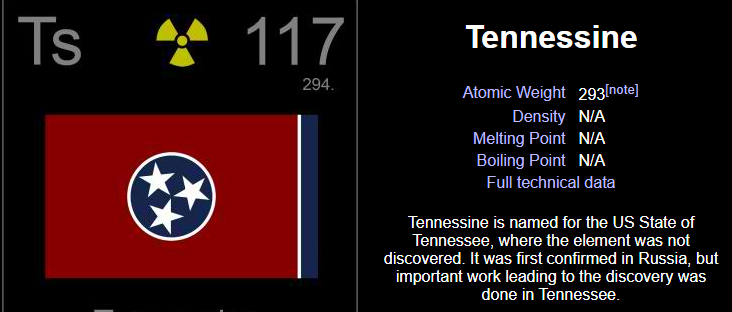 Ts 117
294.
Tennessine
Atomic Weight 293[note]
Density N/A
Melting Point N/A
Boiling Point N/A
Full technical data
Tennessine is named for the US State of
Tennessee, where the element was not
discovered. It was first confirmed in Russia, but
important work leading to the discovery was
done in Tennessee.